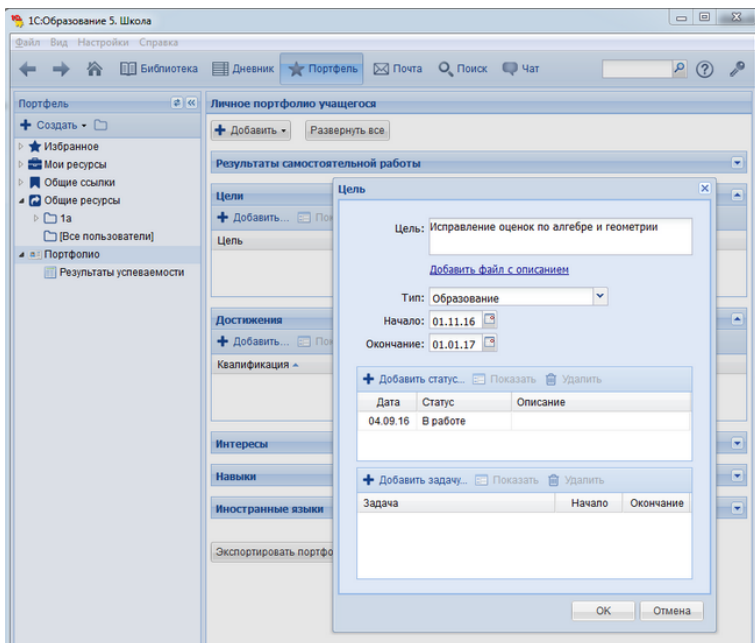 1С:Образование 5. Школа
Файл Вид Настройки Справка
Библиотека Дневник Портфель Почта Поиск Чат
Портфель
Создать
Избранное
Мои ресурсы
Общие ссылки
Общие ресурсы
1а
[Все пользователи]
Портфолио
Результаты успеваемости
Личное портфолио учащегося
Добавить Развернуть все
Результаты самостоятельной работы
Цели
Добавить...
Цель
Достижения
Добавить...
Квалификация
Интересы
Навыки
Иностранные языки
Цель
Цель: Исправление оценок по алгебре и геометрии
Добавить файл с описанием
Тип: Образование
Начало: 01.11.16
Окончание: 01.01.17
Добавить статус... Показать Удалить
Дата Статус Описание
04.09.16 В работе
Добавить задачу... Показать Удалить
Задача Начало Окончание
Экспортировать портфо
OK Отмена